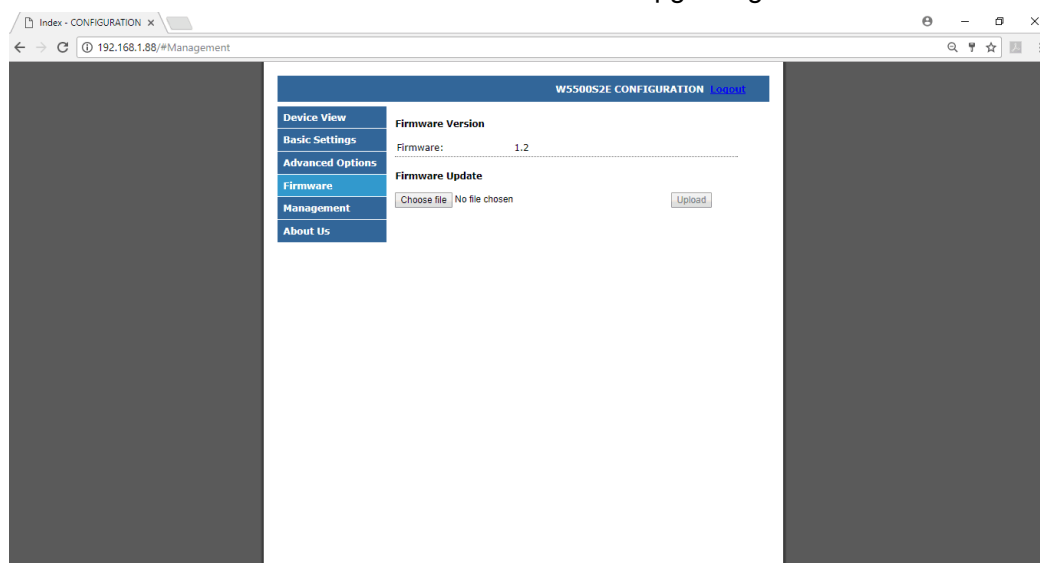 Index - CONFIGURATION
192.168.1.88/#Management
W5500S2E CONFIGURATION Logout
Device View
Basic Settings
Advanced Options
Firmware
Management
About Us
Firmware Version
Firmware: 1.2
Firmware Update
Choose file No file chosen Upload